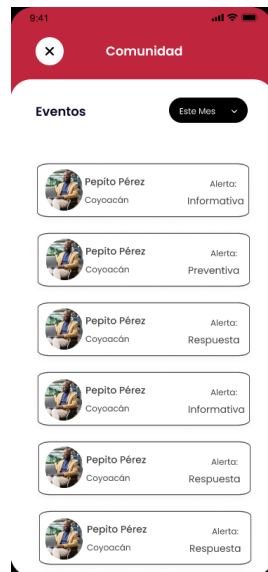 9:41
Comunidad
Eventos
Este Mes
Pepito Pérez
Alerta:
Coyoacán
Informativa
Pepito Pérez
Alerta:
Coyoacán
Preventiva
Pepito Pérez
Alerta:
Coyoacán
Respuesta
Pepito Pérez
Alerta:
Coyoacán
Informativa
Pepito Pérez
Alerta:
Coyoacán
Respuesta
Pepito Pérez
Alerta:
Coyoacán
Respuesta